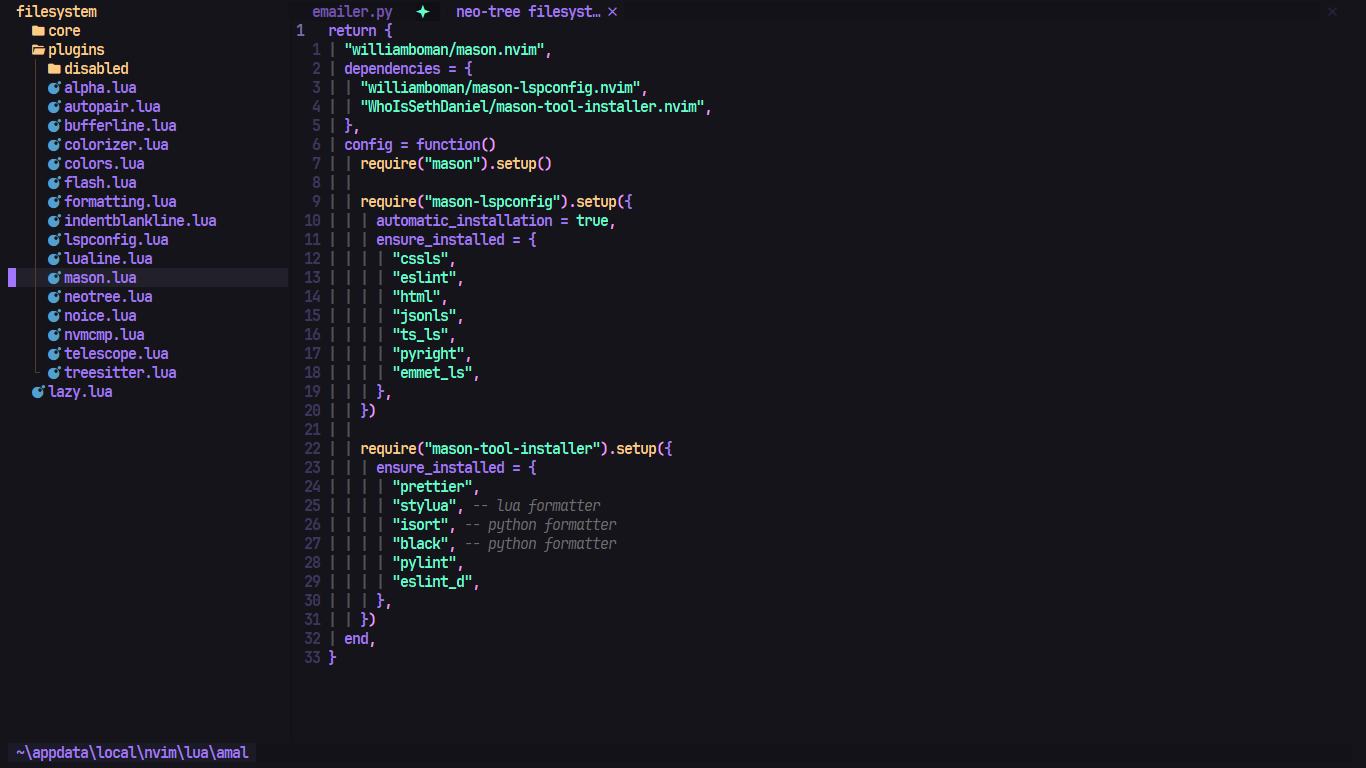 filesystem
core
plugins
disabled
alpha.lua
autopair.lua
bufferline.lua
colorizer.lua
colors.lua
flash.lua
formatting.lua
indentblankline.lua
lspconfig.lua
lualine.lua
mason.lua
neotree.lua
noice.lua
nvmcmp.lua
telescope.lua
treesitter.lua
lazy.lua
emailer.py neo-tree filesyst…
1 return {
1 "williamboman/mason.nvim",
2 dependencies = {
3 "williamboman/mason-lspconfig.nvim",
4 "WhoIsSethDaniel/mason-tool-installer.nvim",
5 },
6 config = function()
7 require("mason").setup()
8
9 require("mason-lspconfig").setup({
10 automatic_installation = true,
11 ensure_installed = {
12 "cssls",
13 "eslint",
14 "html",
15 "jsonls",
16 "ts_ls",
17 "pyright",
18 "emmet_ls",
19 },
20 })
21
22 require("mason-tool-installer").setup({
23 ensure_installed = {
24 "prettier",
25 "stylua", -- lua formatter
26 "isort", -- python formatter
27 "black", -- python formatter
28 "pylint",
29 "eslint_d",
30 },
31 })
32 end,
33 }
~\appdata\local\nvim\lua\amal